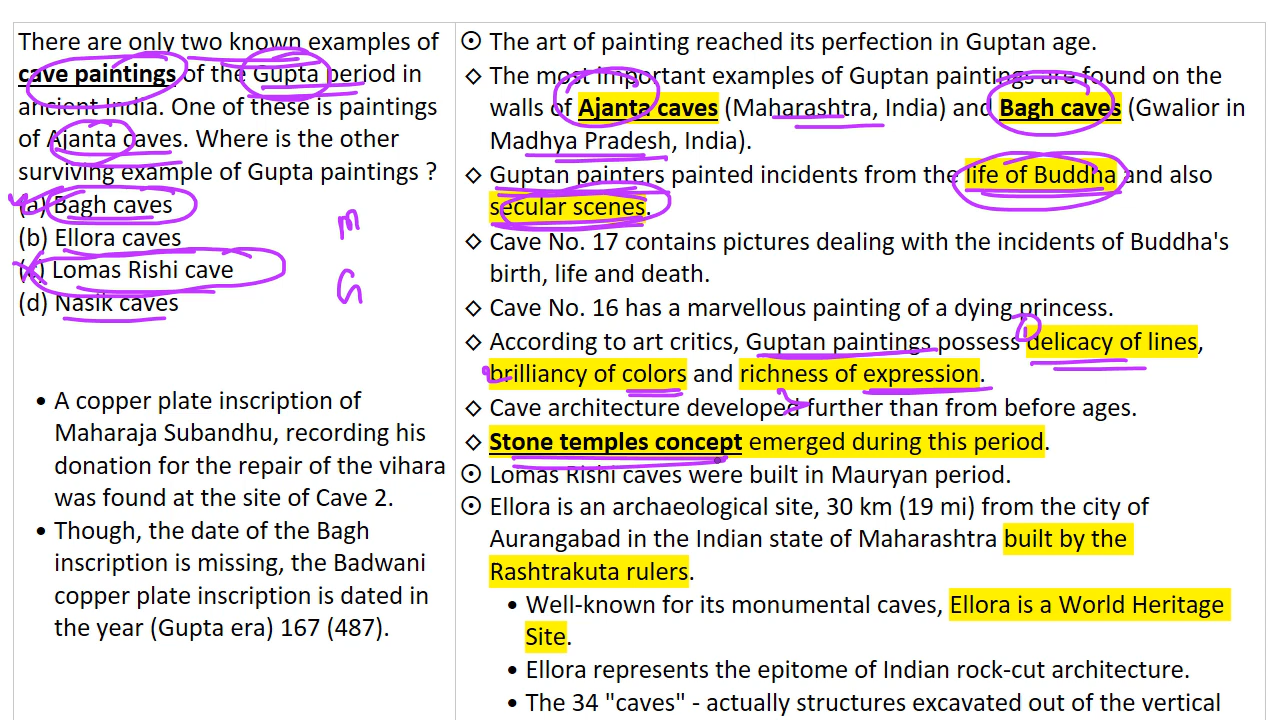 There are only two known examples of
cave paintings of the Gupta period in
ancient India. One of these is paintings
of Ajanta caves. Where is the other
surviving example of Gupta paintings ?
(a) Bagh caves
(b) Ellora caves
(c) Lomas Rishi cave
(d) Nasik caves
M
G
• A copper plate inscription of
Maharaja Subandhu, recording his
donation for the repair of the vihara
was found at the site of Cave 2.
• Though, the date of the Bagh
inscription is missing, the Badwani
copper plate inscription is dated in
the year (Gupta era) 167 (487).
⊙ The art of painting reached its perfection in Guptan age.
◇ The most important examples of Guptan paintings are found on the
walls of Ajanta caves (Maharashtra, India) and Bagh caves (Gwalior in
Madhya Pradesh, India).
◇ Guptan painters painted incidents from the life of Buddha and also
secular scenes.
◇ Cave No. 17 contains pictures dealing with the incidents of Buddha's
birth, life and death.
◇ Cave No. 16 has a marvellous painting of a dying princess.
◇ According to art critics, Guptan paintings possess delicacy of lines,
brilliancy of colors and richness of expression.
◇ Cave architecture developed further than from before ages.
◇ Stone temples concept emerged during this period.
⊙ Lomas Rishi caves were built in Mauryan period.
⊙ Ellora is an archaeological site, 30 km (19 mi) from the city of
Aurangabad in the Indian state of Maharashtra built by the
Rashtrakuta rulers.
• Well-known for its monumental caves, Ellora is a World Heritage
Site.
• Ellora represents the epitome of Indian rock-cut architecture.
• The 34 "caves" - actually structures excavated out of the vertical